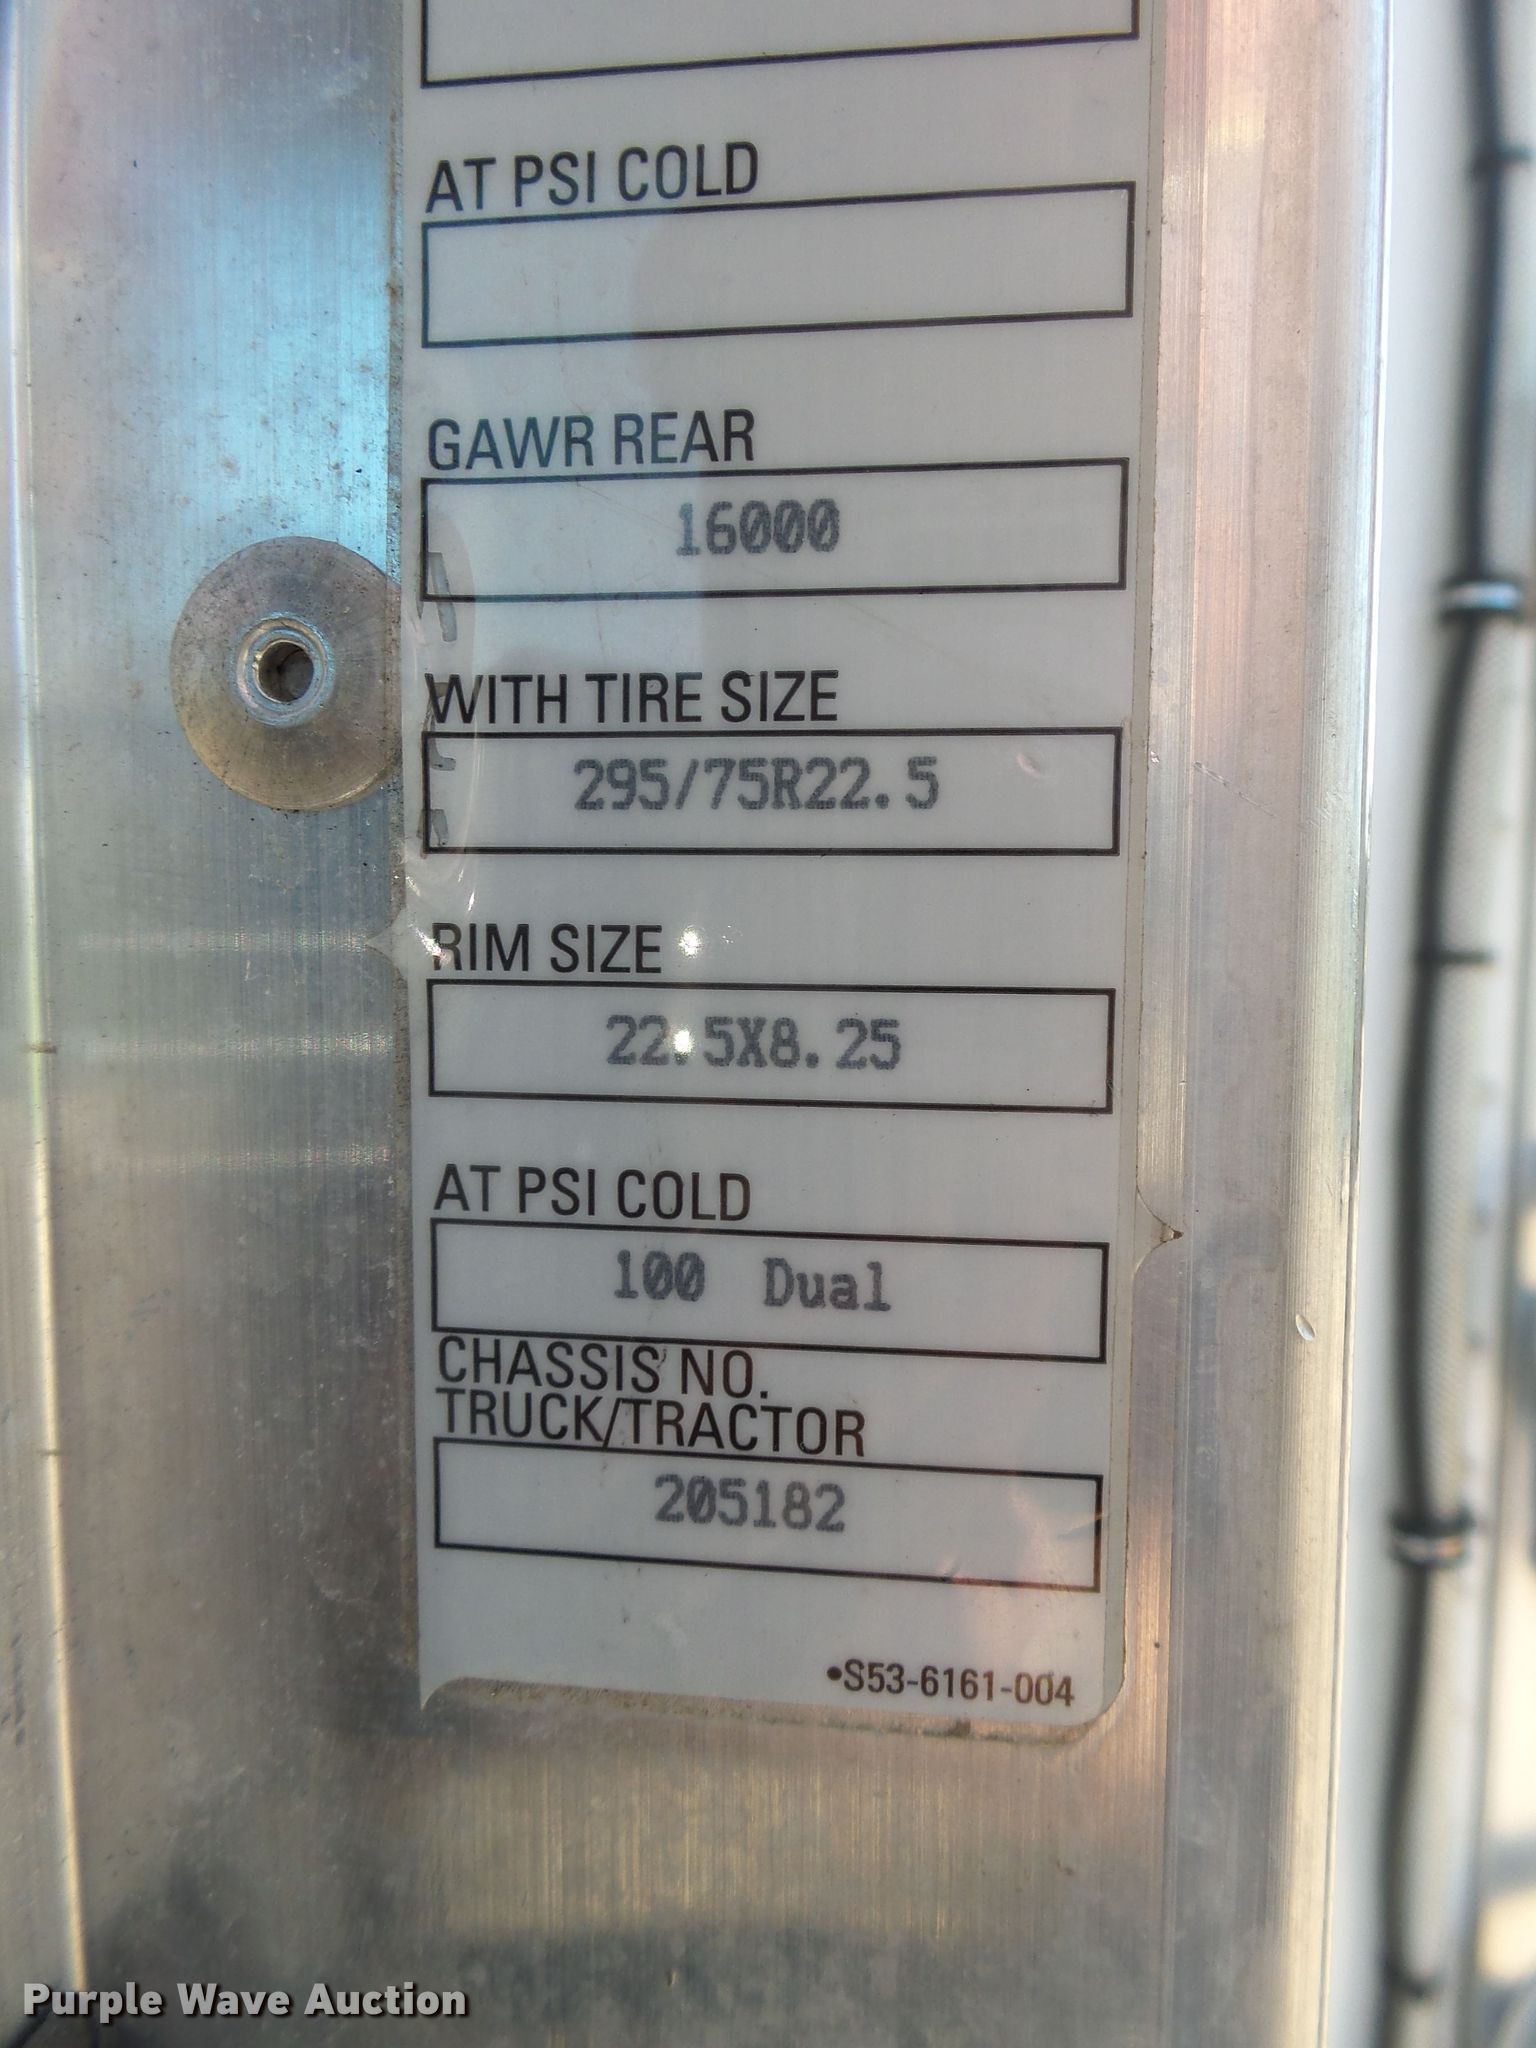 AT PSI COLD
GAWR REAR
16000
WITH TIRE SIZE
295/75R22.5
RIM SIZE
22.5X8.25
AT PSI COLD
100 Dual
CHASSIS NO.
TRUCK/TRACTOR
205182
•S53-6161-004
Purple Wave Auction